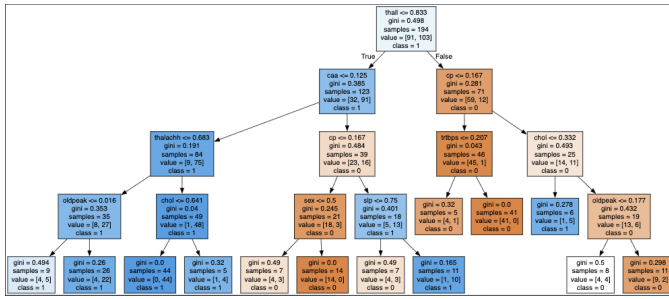 thall <= 0.833
gini = 0.498
samples = 194
value = [91, 103]
class = 1
True
False
caa <= 0.125
gini = 0.385
samples = 123
value = [32, 91]
class = 1
cp <= 0.167
gini = 0.281
samples = 71
value = [59, 12]
class = 0
thalachh <= 0.683
gini = 0.191
samples = 84
value = [9, 75]
class = 1
cp <= 0.167
gini = 0.484
samples = 39
value = [23, 16]
class = 0
trtbps <= 0.207
gini = 0.043
samples = 46
value = [45, 1]
class = 0
chol <= 0.332
gini = 0.493
samples = 25
value = [14, 11]
class = 0
oldpeak <= 0.016
gini = 0.353
samples = 35
value = [8, 27]
class = 1
chol <= 0.641
gini = 0.04
samples = 49
value = [1, 48]
class = 1
sex <= 0.5
gini = 0.245
samples = 21
value = [18, 3]
class = 0
slp <= 0.75
gini = 0.401
samples = 18
value = [5, 13]
class = 1
gini = 0.32
samples = 5
value = [4, 1]
class = 0
gini = 0.0
samples = 41
value = [41, 0]
class = 0
gini = 0.278
samples = 6
value = [1, 5]
class = 1
oldpeak <= 0.177
gini = 0.432
samples = 19
value = [13, 6]
class = 0
gini = 0.494
samples = 9
value = [4, 5]
class = 1
gini = 0.26
samples = 26
value = [4, 22]
class = 1
gini = 0.0
samples = 44
value = [0, 44]
class = 1
gini = 0.32
samples = 5
value = [1, 4]
class = 1
gini = 0.49
samples = 7
value = [4, 3]
class = 0
gini = 0.0
samples = 14
value = [14, 0]
class = 0
gini = 0.49
samples = 7
value = [4, 3]
class = 0
gini = 0.165
samples = 11
value = [1, 10]
class = 1
gini = 0.5
samples = 8
value = [4, 4]
class = 0
gini = 0.298
samples = 11
value = [9, 2]
class = 0